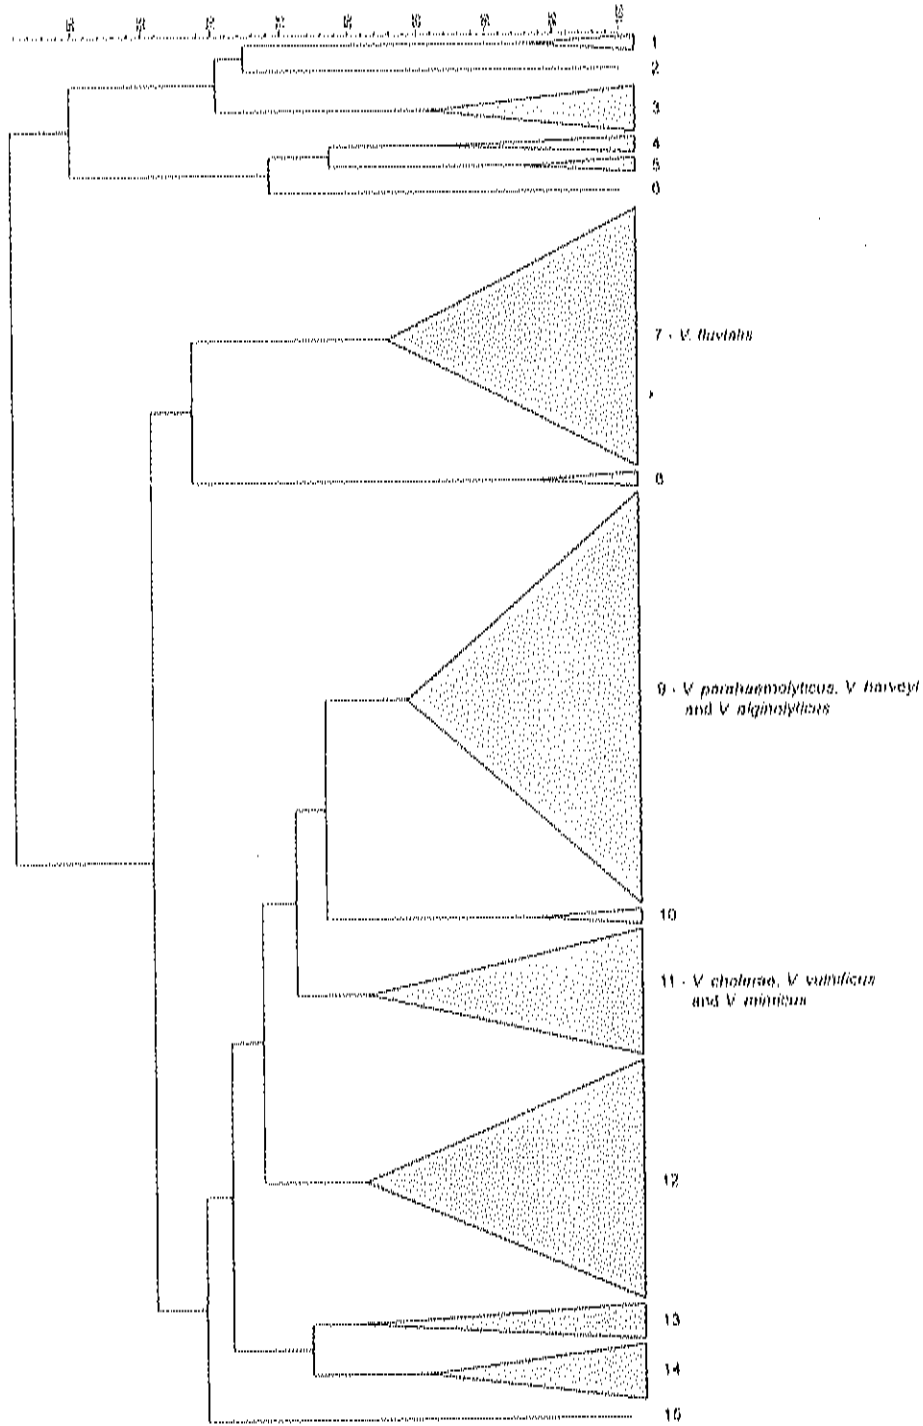 1
2
3
4
5
6
7 - V. fluvialis
8
9 - V. parahaemolyticus, V. harveyi
and V. alginolyticus
10
11 - V. cholerae, V. vulnificus
and V. mimicus
12
13
14
15